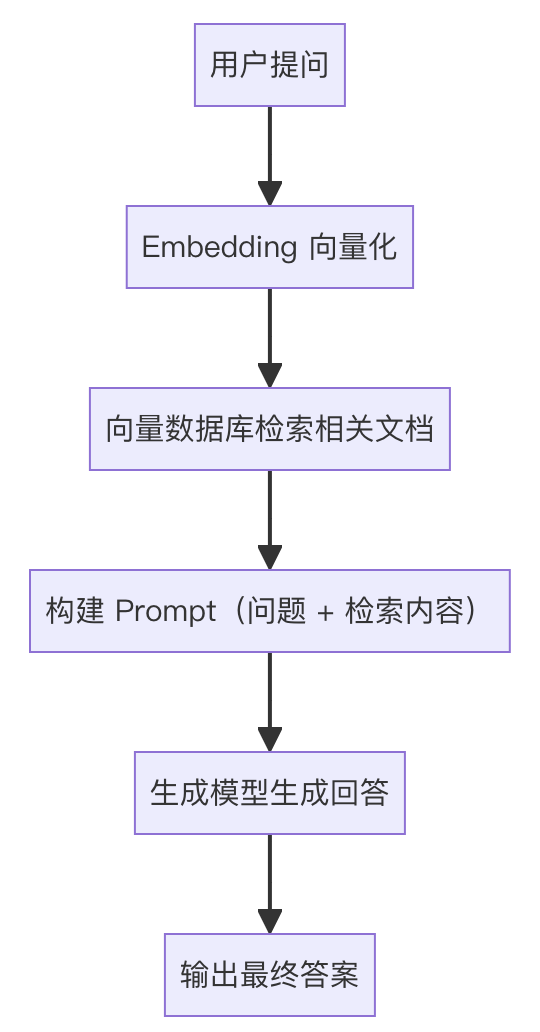 用户提问
Embedding 向量化
向量数据库检索相关文档
构建 Prompt（问题 + 检索内容）
生成模型生成回答
输出最终答案